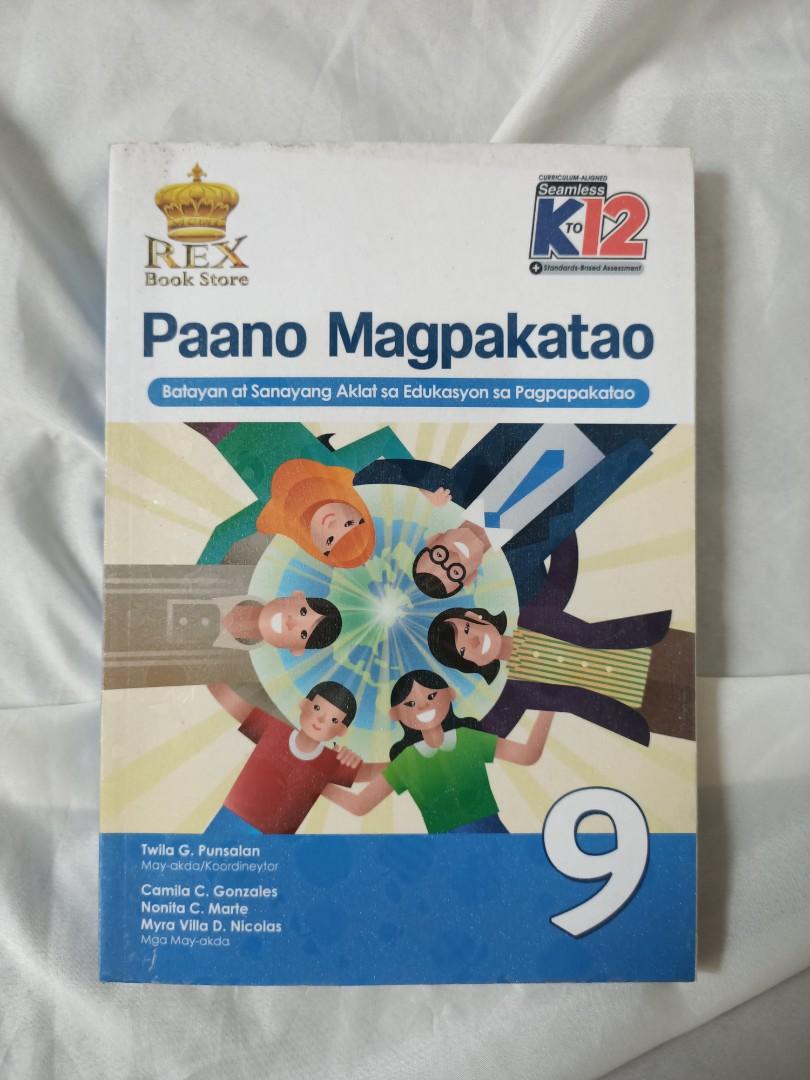 REX
Book Store
CURRICULUM-ALIGNED
Seamless
K TO 12
+ Standards-Based Assessment
Paano Magpakatao
Batayan at Sanayang Aklat sa Edukasyon sa Pagpapakatao
Twila G. Punsalan
May-akda/Koordineytor
Camila C. Gonzales
Nonita C. Marte
Myra Villa D. Nicolas
Mga May-akda
9